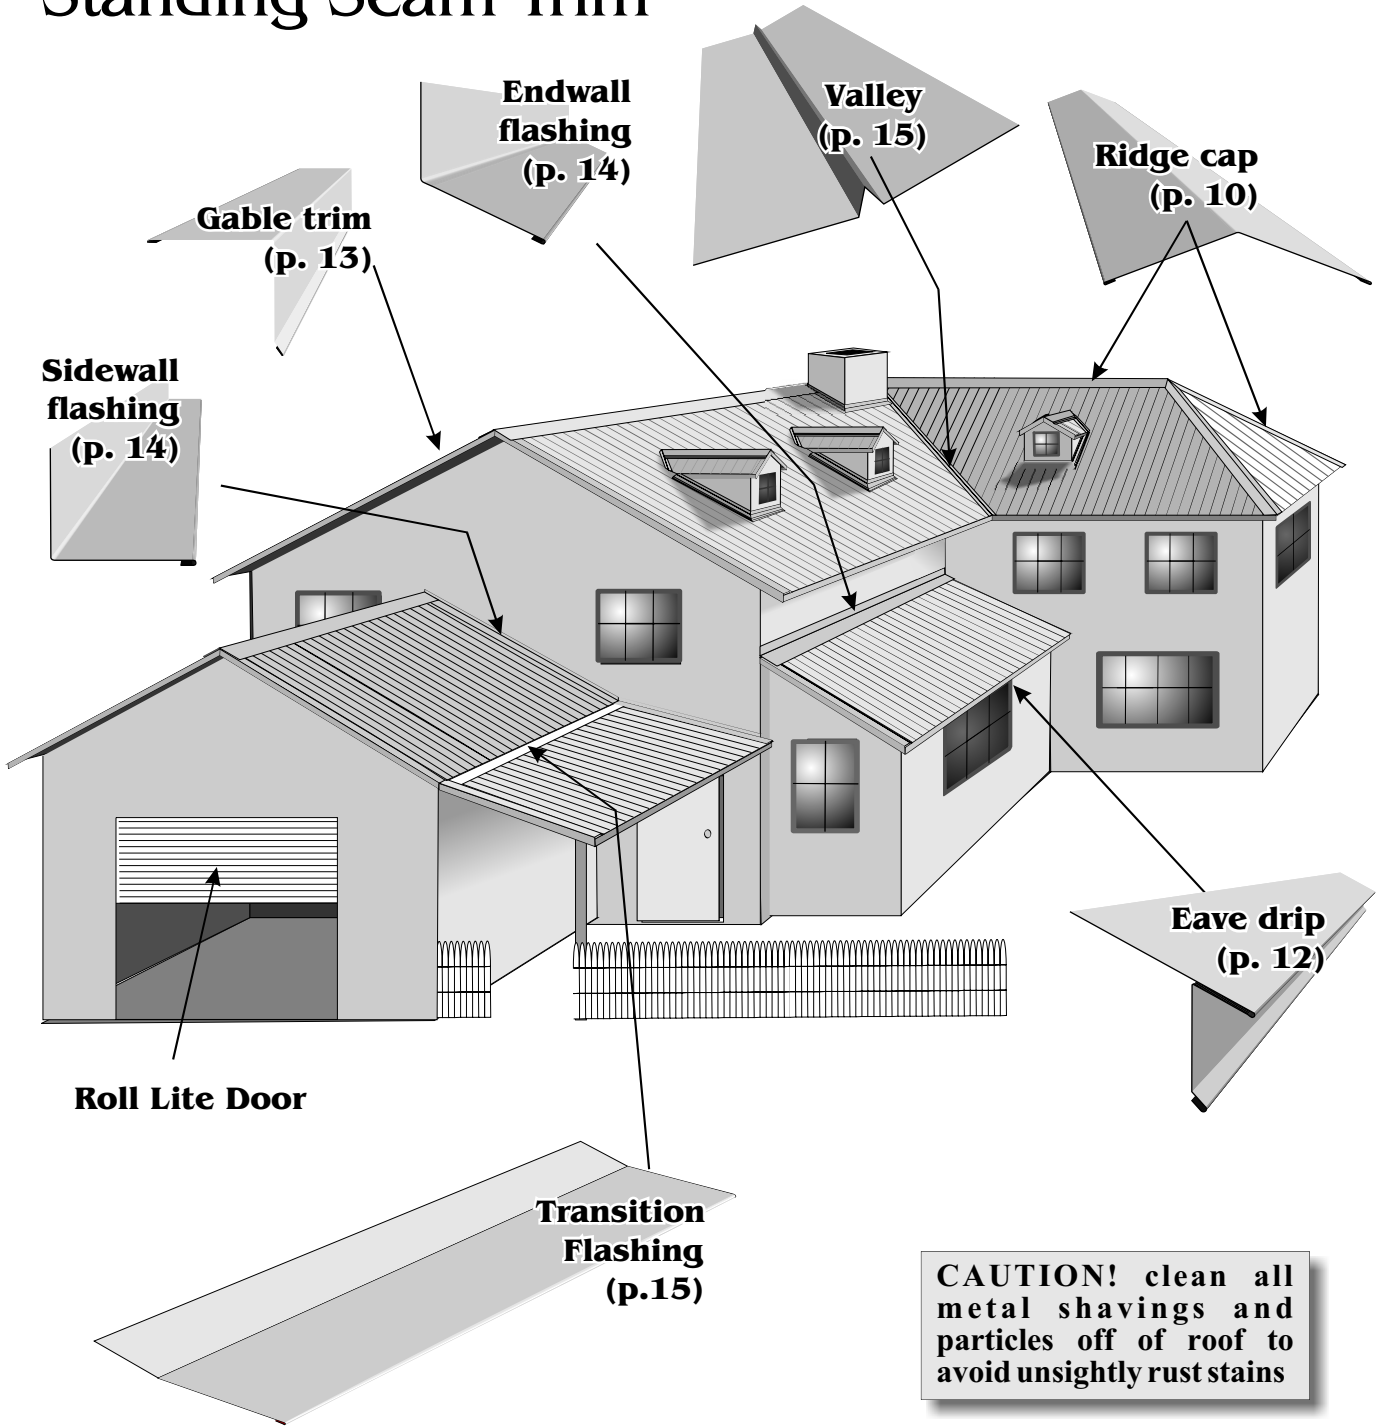 Standing Seam Trim
Endwall
flashing
(p. 14)
Valley
(p. 15)
Ridge cap
(p. 10)
Gable trim
(p. 13)
Sidewall
flashing
(p. 14)
Eave drip
(p. 12)
Roll Lite Door
Transition
Flashing
(p.15)
CAUTION! clean all
metal shavings and
particles off of roof to
avoid unsightly rust stains